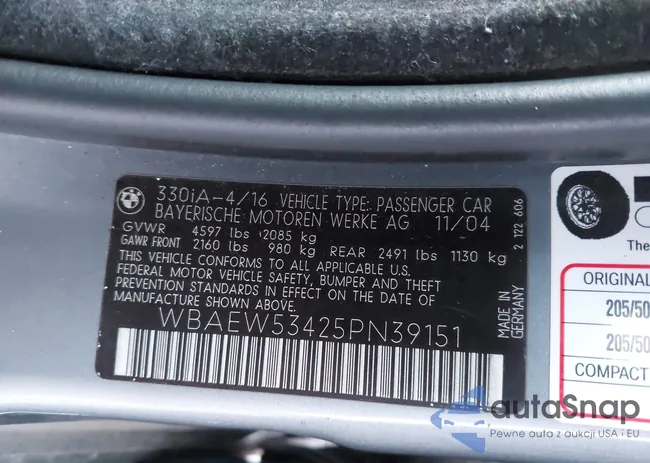 330iA-4/16 VEHICLE TYPE: PASSENGER CAR
BAYERISCHE MOTOREN WERKE AG 11/04
GVWR 4597 lbs 2085 kg
GAWR FRONT 2160 lbs 980 kg REAR 2491 lbs 1130 kg
THIS VEHICLE CONFORMS TO ALL APPLICABLE U.S.
FEDERAL MOTOR VEHICLE SAFETY, BUMPER AND THEFT
PREVENTION STANDARDS IN EFFECT ON THE DATE OF
MANUFACTURE SHOWN ABOVE.
WBAEW53425PN39151
MADE IN
GERMANY
2 122 606
The
ORIGINAL
205/50
205/50
COMPACT
autoSnap
Pewne auta z aukcji USA i EU